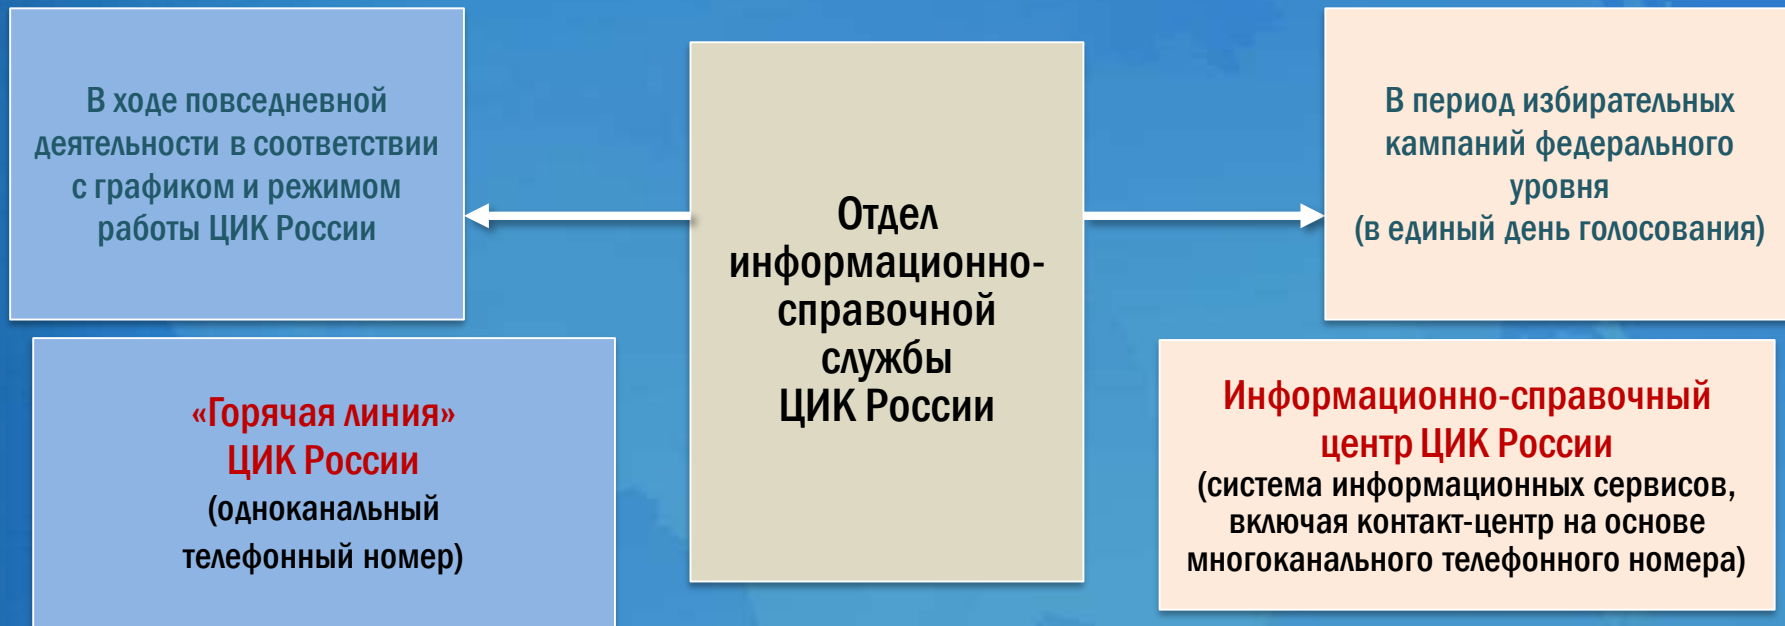 В ходе повседневной
деятельности в соответствии
с графиком и режимом
работы ЦИК России
«Горячая линия»
ЦИК России
(одноканальный
телефонный номер)
Отдел
информационно-
справочной
службы
ЦИК России
В период избирательных
кампаний федерального
уровня
(в единый день голосования)
Информационно-справочный
центр ЦИК России
(система информационных сервисов,
включая контакт-центр на основе
многоканального телефонного номера)